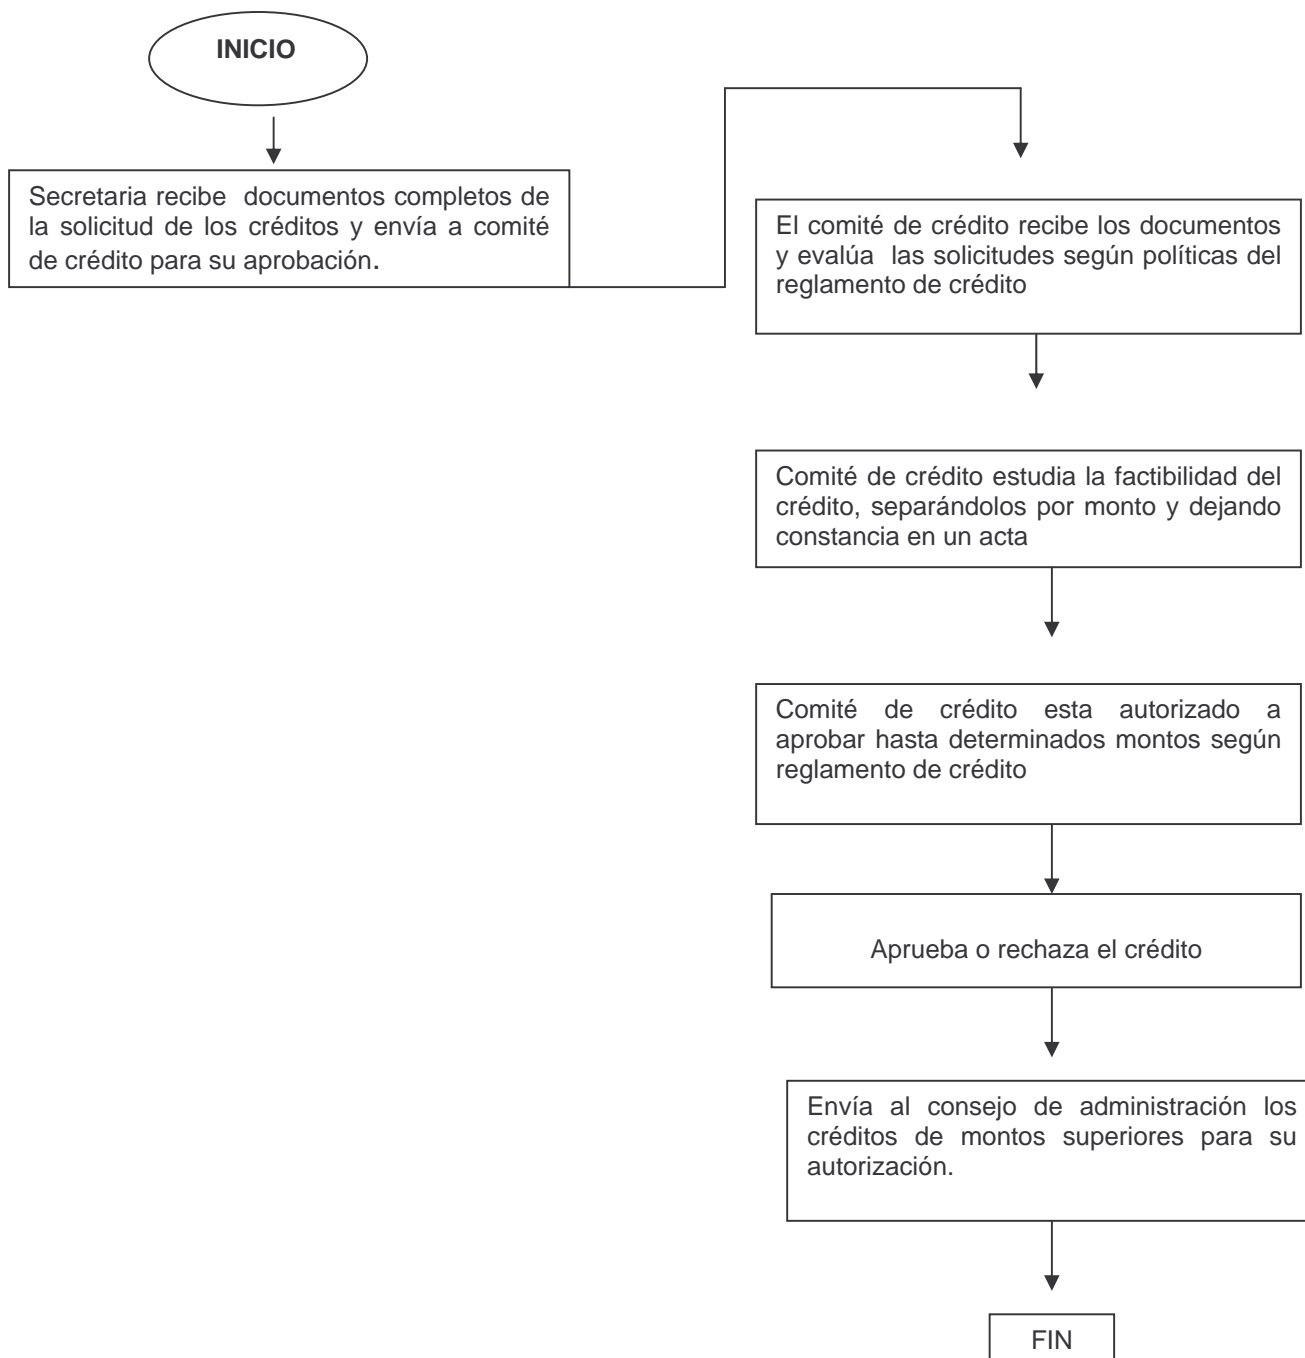 INICIO
Secretaria recibe documentos completos de
la solicitud de los créditos y envía a comité
de crédito para su aprobación.
El comité de crédito recibe los documentos
y evalúa las solicitudes según políticas del
reglamento de crédito
Comité de crédito estudia la factibilidad del
crédito, separándolos por monto y dejando
constancia en un acta
Comité de crédito esta autorizado a
aprobar hasta determinados montos según
reglamento de crédito
Aprueba o rechaza el crédito
Envía al consejo de administración los
créditos de montos superiores para su
autorización.
FIN